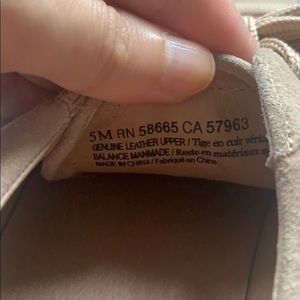 5M RN 58665 CA 57963
GENUINE LEATHER UPPER / Tige en cuir
BALANCE MANMADE / Reste en matériaux
MADE IN CHINA / Fabriqué en Chine